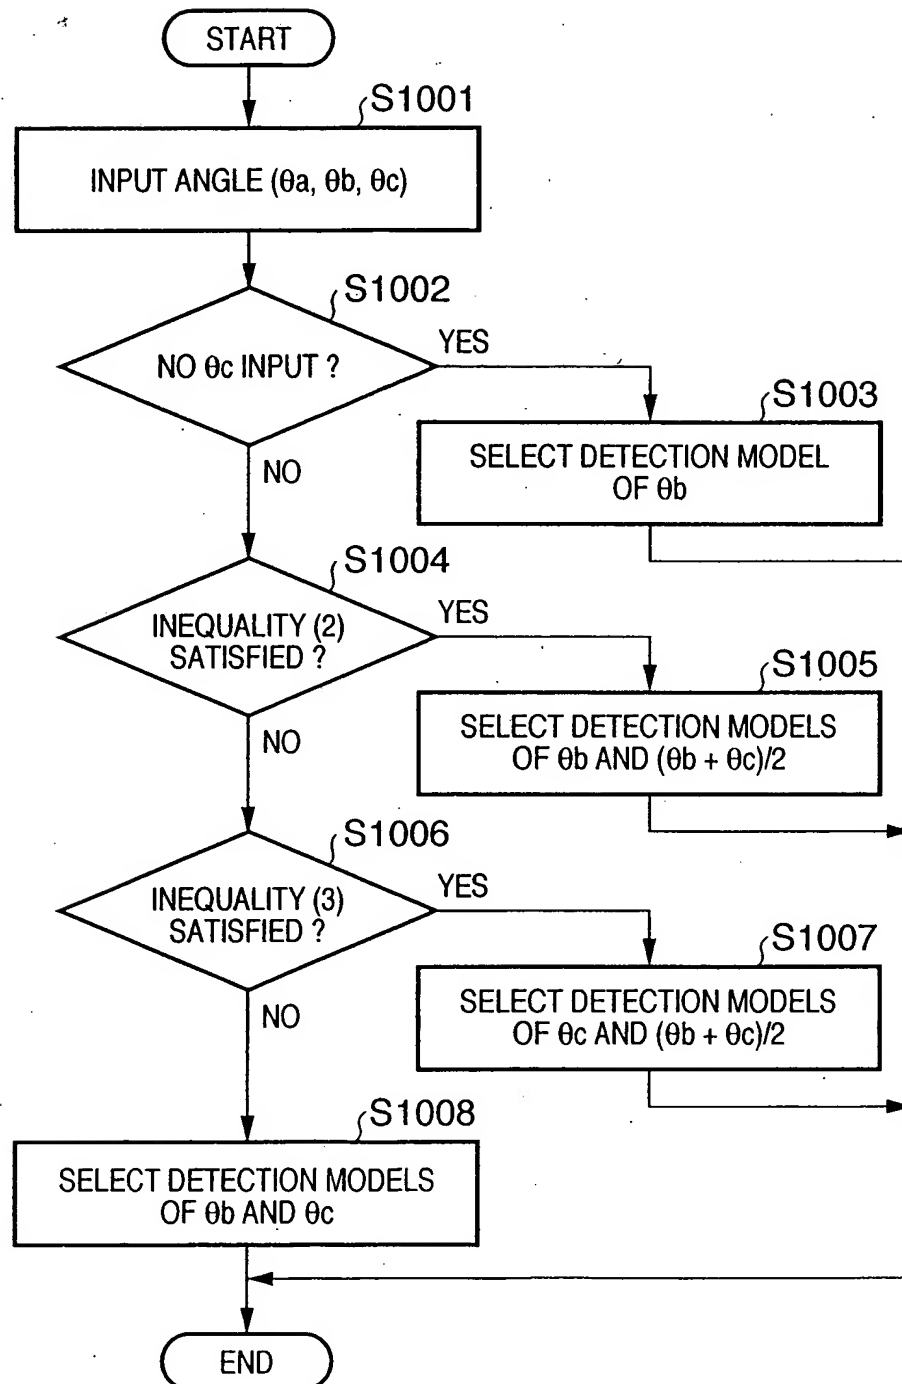 START
S1001
INPUT ANGLE (θa, θb, θc)
S1002
NO θc INPUT ?
YES
S1003
SELECT DETECTION MODEL
OF θb
NO
S1004
INEQUALITY (2)
SATISFIED ?
YES
S1005
SELECT DETECTION MODELS
OF θb AND (θb + θc)/2
NO
S1006
INEQUALITY (3)
SATISFIED ?
YES
S1007
SELECT DETECTION MODELS
OF θc AND (θb + θc)/2
NO
S1008
SELECT DETECTION MODELS
OF θb AND θc
END